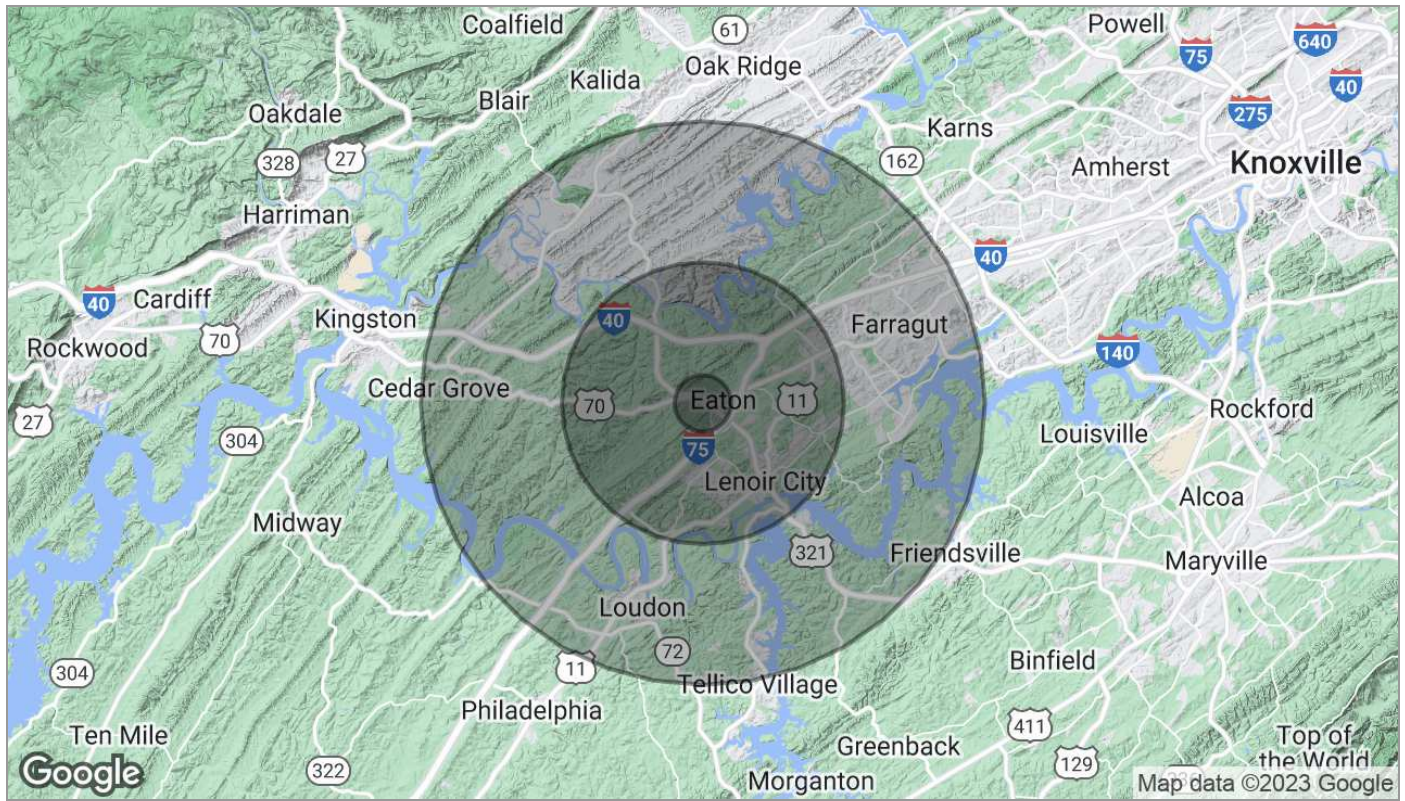 Coalfield
61
Powell
640
75
Oak Ridge
Kalida
40
Blair
Oakdale
275
Karns
328
27
162
Amherst
Knoxville
Harriman
40
40
Cardiff
Kingston
40
Farragut
70
Rockwood
140
Cedar Grove
70
Eaton
11
27
Rockford
304
Louisville
75
Lenoir City
Alcoa
Midway
321
Friendsville
Maryville
Loudon
72
Binfield
304
11
Tellico Village
Philadelphia
411
Ten Mile
Greenback
Top of
the World
129
322
Google
Morganton
Map data ©2023 Google